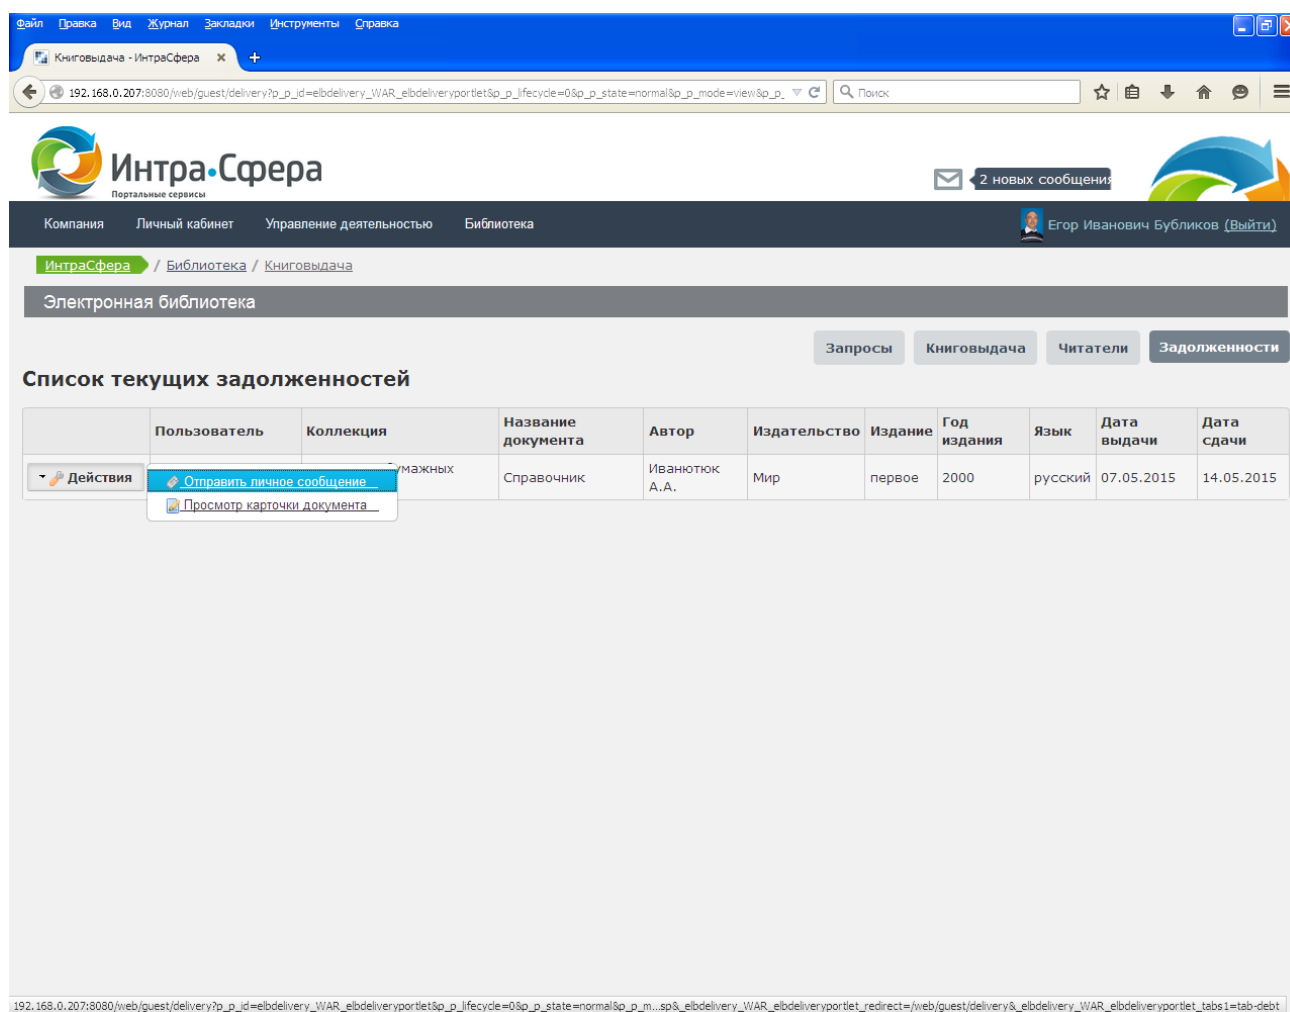 Файл Правка Вид Журнал Закладки Инструменты Справка
Книговыдача - ИнтраСфера
192.168.0.207:8080/web/guest/delivery?p_p_id=elbdelivery_WAR_elbdeliveryportlet&p_p_lifecycle=0&p_p_state=normal&p_p_mode=view&p_p_ Поиск
Интра•Сфера
Портальные сервисы
2 новых сообщения
Компания Личный кабинет Управление деятельностью Библиотека Егор Иванович Бубликов (Выйти)
ИнтраСфера / Библиотека / Книговыдача
Электронная библиотека
Запросы Книговыдача Читатели Задолженности
Список текущих задолженностей
Пользователь Коллекция Название документа Автор Издательство Издание Год издания Язык Дата выдачи Дата сдачи
Действия умажных Справочник Иванютюк А.А. Мир первое 2000 русский 07.05.2015 14.05.2015
Отправить личное сообщение
Просмотр карточки документа
192.168.0.207:8080/web/guest/delivery?p_p_id=elbdelivery_WAR_elbdeliveryportlet&p_p_lifecycle=0&p_p_state=normal&p_p_m...sp&_elbdelivery_WAR_elbdeliveryportlet_redirect=/web/guest/delivery&_elbdelivery_WAR_elbdeliveryportlet_tabs1=tab-debt